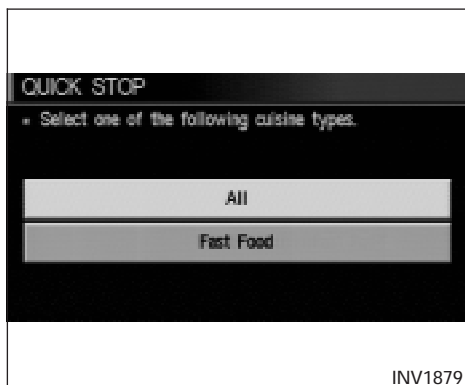 QUICK STOP
▪ Select one of the following cuisine types.
All
Fast Food
INV1879